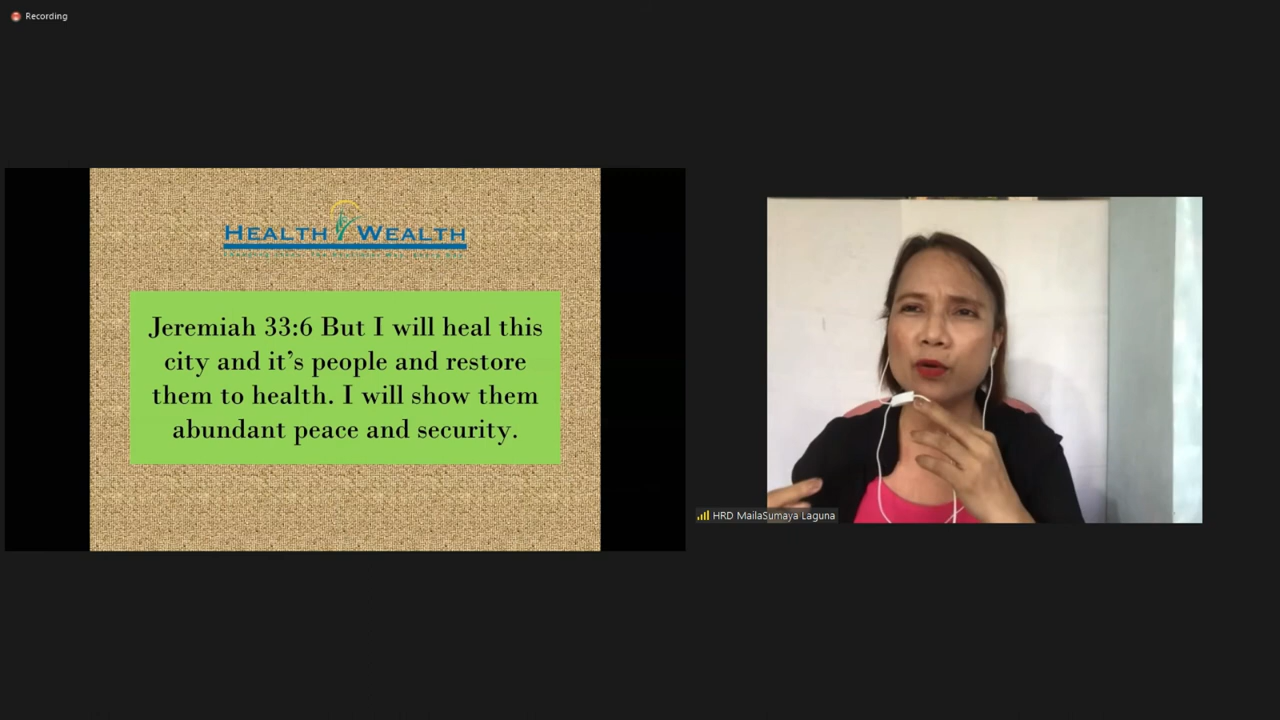 Recording
HEALTH WEALTH
Jeremiah 33:6 But I will heal this
city and it's people and restore
them to health. I will show them
abundant peace and security.
HRD MailaSumaya Laguna